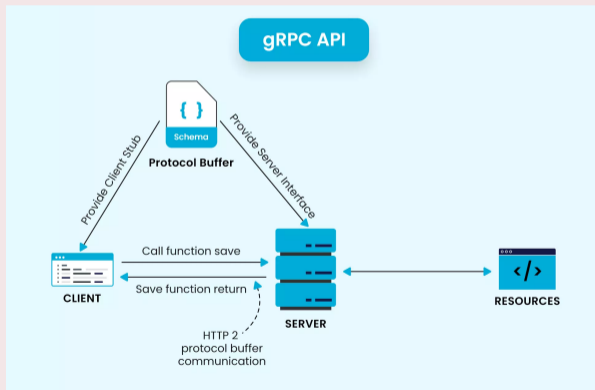 gRPC API
{ }
Schema
Protocol Buffer
Provide Client Stub
Provide Server Interface
Call function save
Save function return
CLIENT
SERVER
</>
RESOURCES
HTTP 2
protocol buffer
communication